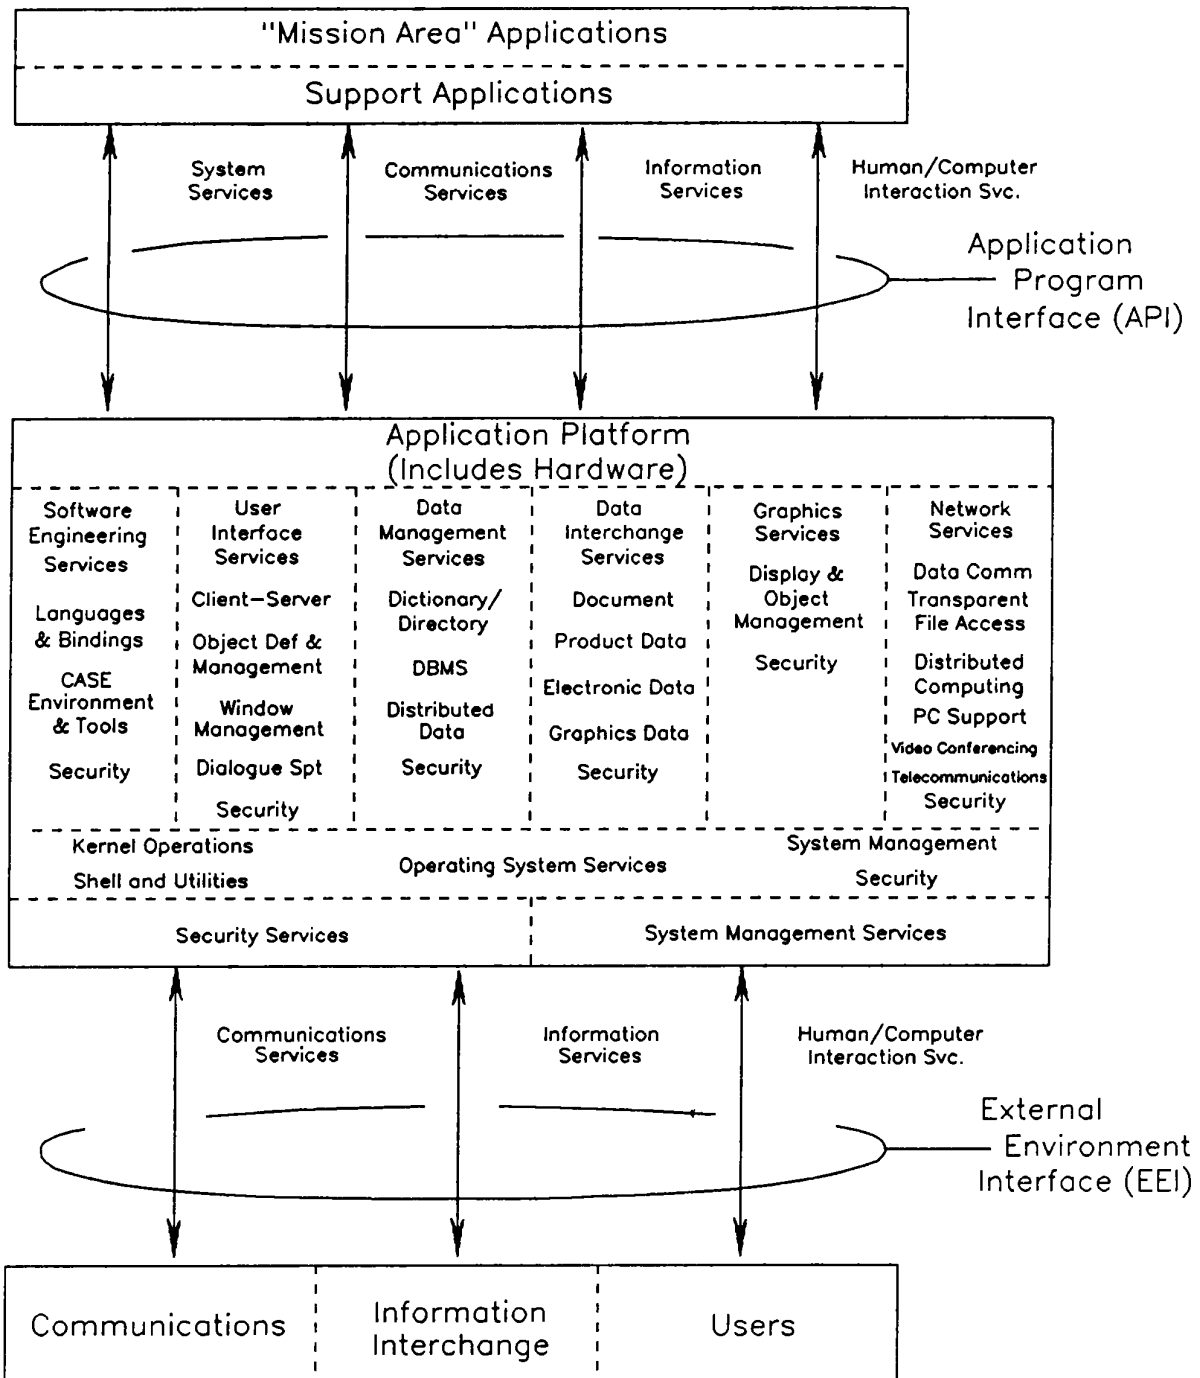 "Mission Area" Applications
Support Applications
System
Services
Communications
Services
Information
Services
Human/Computer
Interaction Svc.
Application
Program
Interface (API)
Application Platform
(Includes Hardware)
Software
Engineering
Services
Languages
& Bindings
CASE
Environment
& Tools
Security
User
Interface
Services
Client-Server
Object Def &
Management
Window
Management
Dialogue Spt
Security
Data
Management
Services
Dictionary/
Directory
DBMS
Distributed
Data
Security
Data
Interchange
Services
Document
Product Data
Electronic Data
Graphics Data
Security
Graphics
Services
Display &
Object
Management
Security
Network
Services
Data Comm
Transparent
File Access
Distributed
Computing
PC Support
Video Conferencing
Telecommunications
Security
Kernel Operations
Shell and Utilities
Operating System Services
System Management
Security
Security Services
System Management Services
Communications
Services
Information
Services
Human/Computer
Interaction Svc.
External
Environment
Interface (EEI)
Communications
Information
Interchange
Users